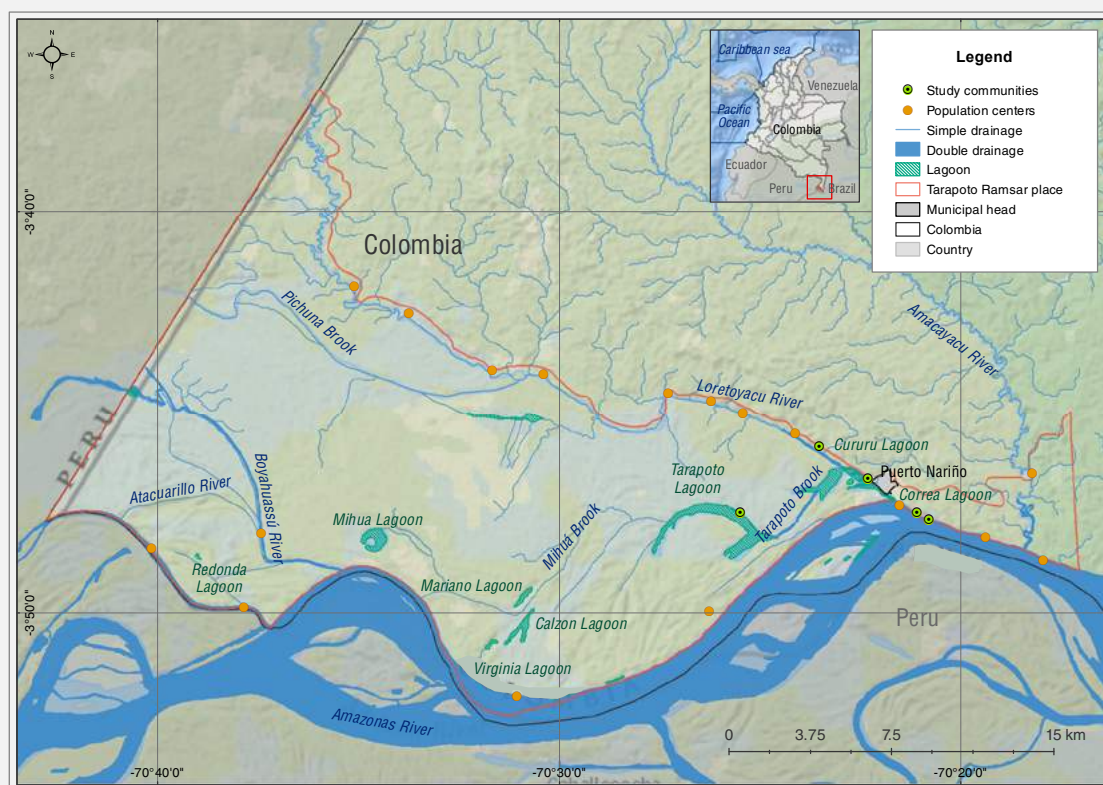 N
W E
S
Caribbean sea
Venezuela
Pacific
Ocean
Colombia
Ecuador
Peru
Brazil
Legend
Study communities
Population centers
Simple drainage
Double drainage
Lagoon
Tarapoto Ramsar place
Municipal head
Colombia
Country
-3°40'0"
Colombia
Pichuna Brook
Amacayacu River
Loretoyacu River
PERU
Cururu Lagoon
Tarapoto
Lagoon
Puerto Nariño
Boyahuassú River
Atacuarillo River
Tarapoto Brook
Correa Lagoon
Mihua Lagoon
Mihuá Brook
Redonda
Lagoon
Mariano Lagoon
-3°50'0"
Calzon Lagoon
Peru
Virginia Lagoon
Amazonas River
0 3.75 7.5 15 km
-70°40'0" -70°30'0" -70°20'0"